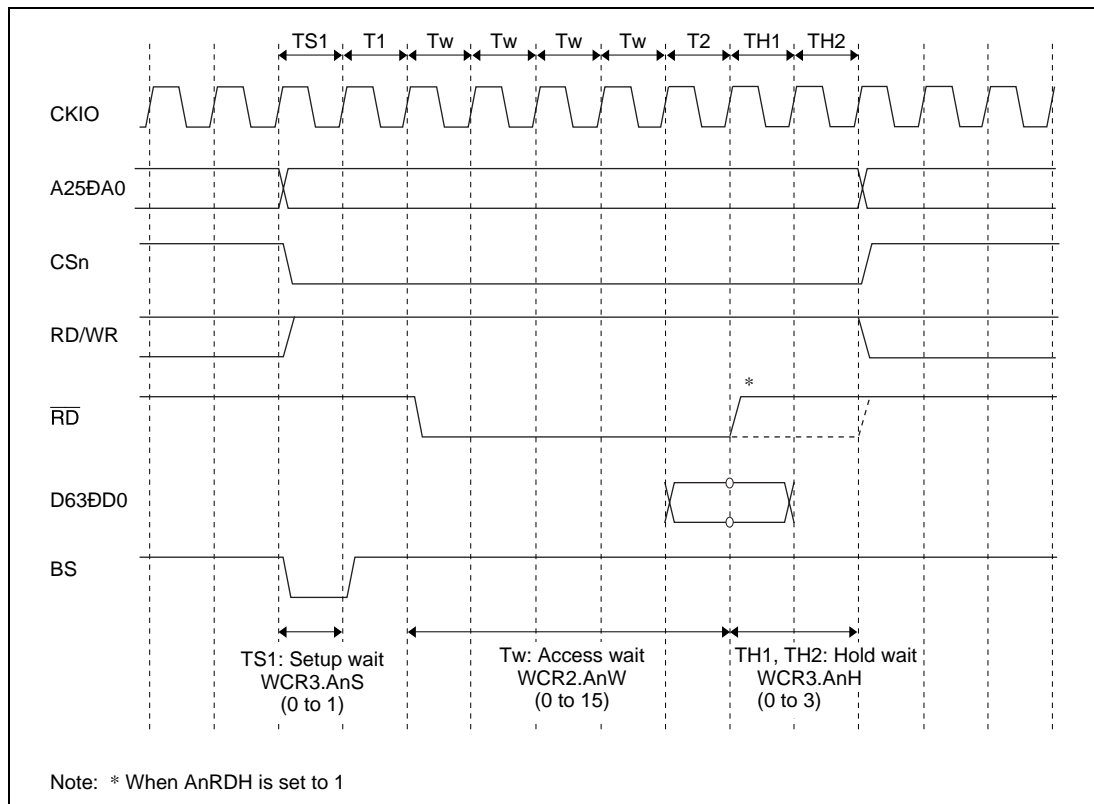 TS1 T1 Tw Tw Tw Tw T2 TH1 TH2
CKIO
A25ÐA0
CSn
RD/WR
RD
*
D63ÐD0
BS
TS1: Setup wait
WCR3.AnS
(0 to 1)
Tw: Access wait
WCR2.AnW
(0 to 15)
TH1, TH2: Hold wait
WCR3.AnH
(0 to 3)
Note: * When AnRDH is set to 1